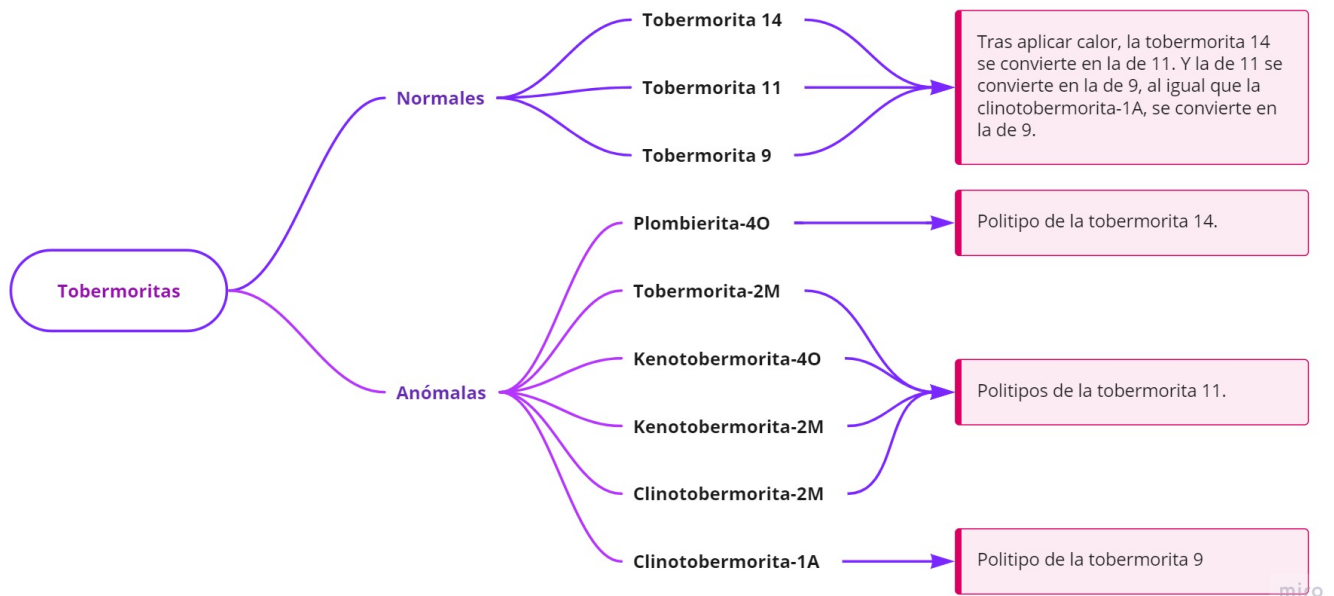 Tobermoritas
Normales
Tobermorita 14
Tobermorita 11
Tobermorita 9
Tras aplicar calor, la tobermorita 14
se convierte en la de 11. Y la de 11 se
convierte en la de 9, al igual que la
clinotobermorita-1A, se convierte en
la de 9.
Anómalas
Plombierita-4O
Politipo de la tobermorita 14.
Tobermorita-2M
Kenotobermorita-4O
Kenotobermorita-2M
Clinotobermorita-2M
Politipos de la tobermorita 11.
Clinotobermorita-1A
Politipo de la tobermorita 9
miro